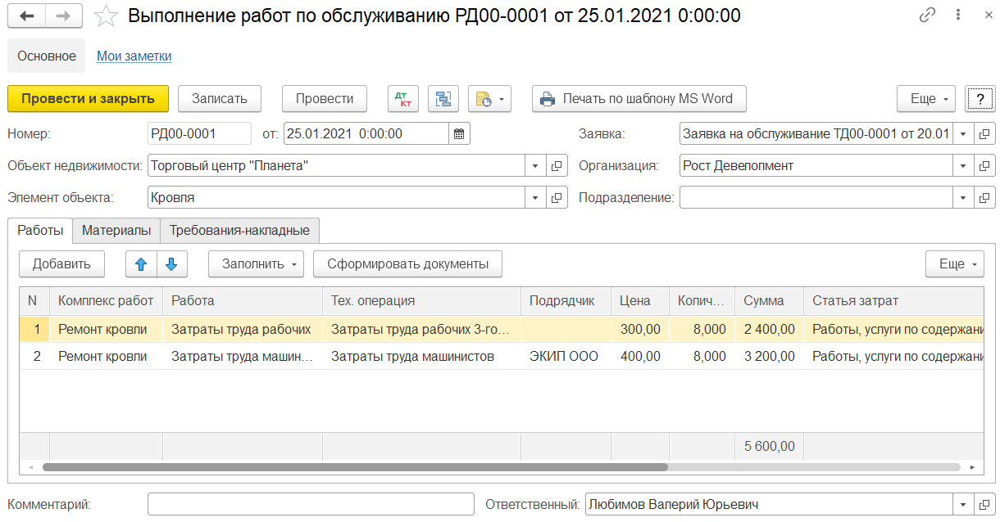 Выполнение работ по обслуживанию РД00-0001 от 25.01.2021 0:00:00
Основное Мои заметки
Провести и закрыть Записать Провести Дт Кт Печать по шаблону MS Word Еще ?
Номер: РД00-0001 от: 25.01.2021 0:00:00 Заявка: Заявка на обслуживание ТД00-0001 от 20.01
Объект недвижимости: Торговый центр "Планета" Организация: Рост Девелопмент
Элемент объекта: Кровля Подразделение:
Работы Материалы Требования-накладные
Добавить Заполнить Сформировать документы Еще
N Комплекс работ Работа Тех. операция Подрядчик Цена Колич... Сумма Статья затрат
1 Ремонт кровли Затраты труда рабочих Затраты труда рабочих 3-го... 300,00 8,000 2 400,00 Работы, услуги по содержани
2 Ремонт кровли Затраты труда машин... Затраты труда машинистов ЭКИП ООО 400,00 8,000 3 200,00 Работы, услуги по содержани
5 600,00
Комментарий: Ответственный: Любимов Валерий Юрьевич